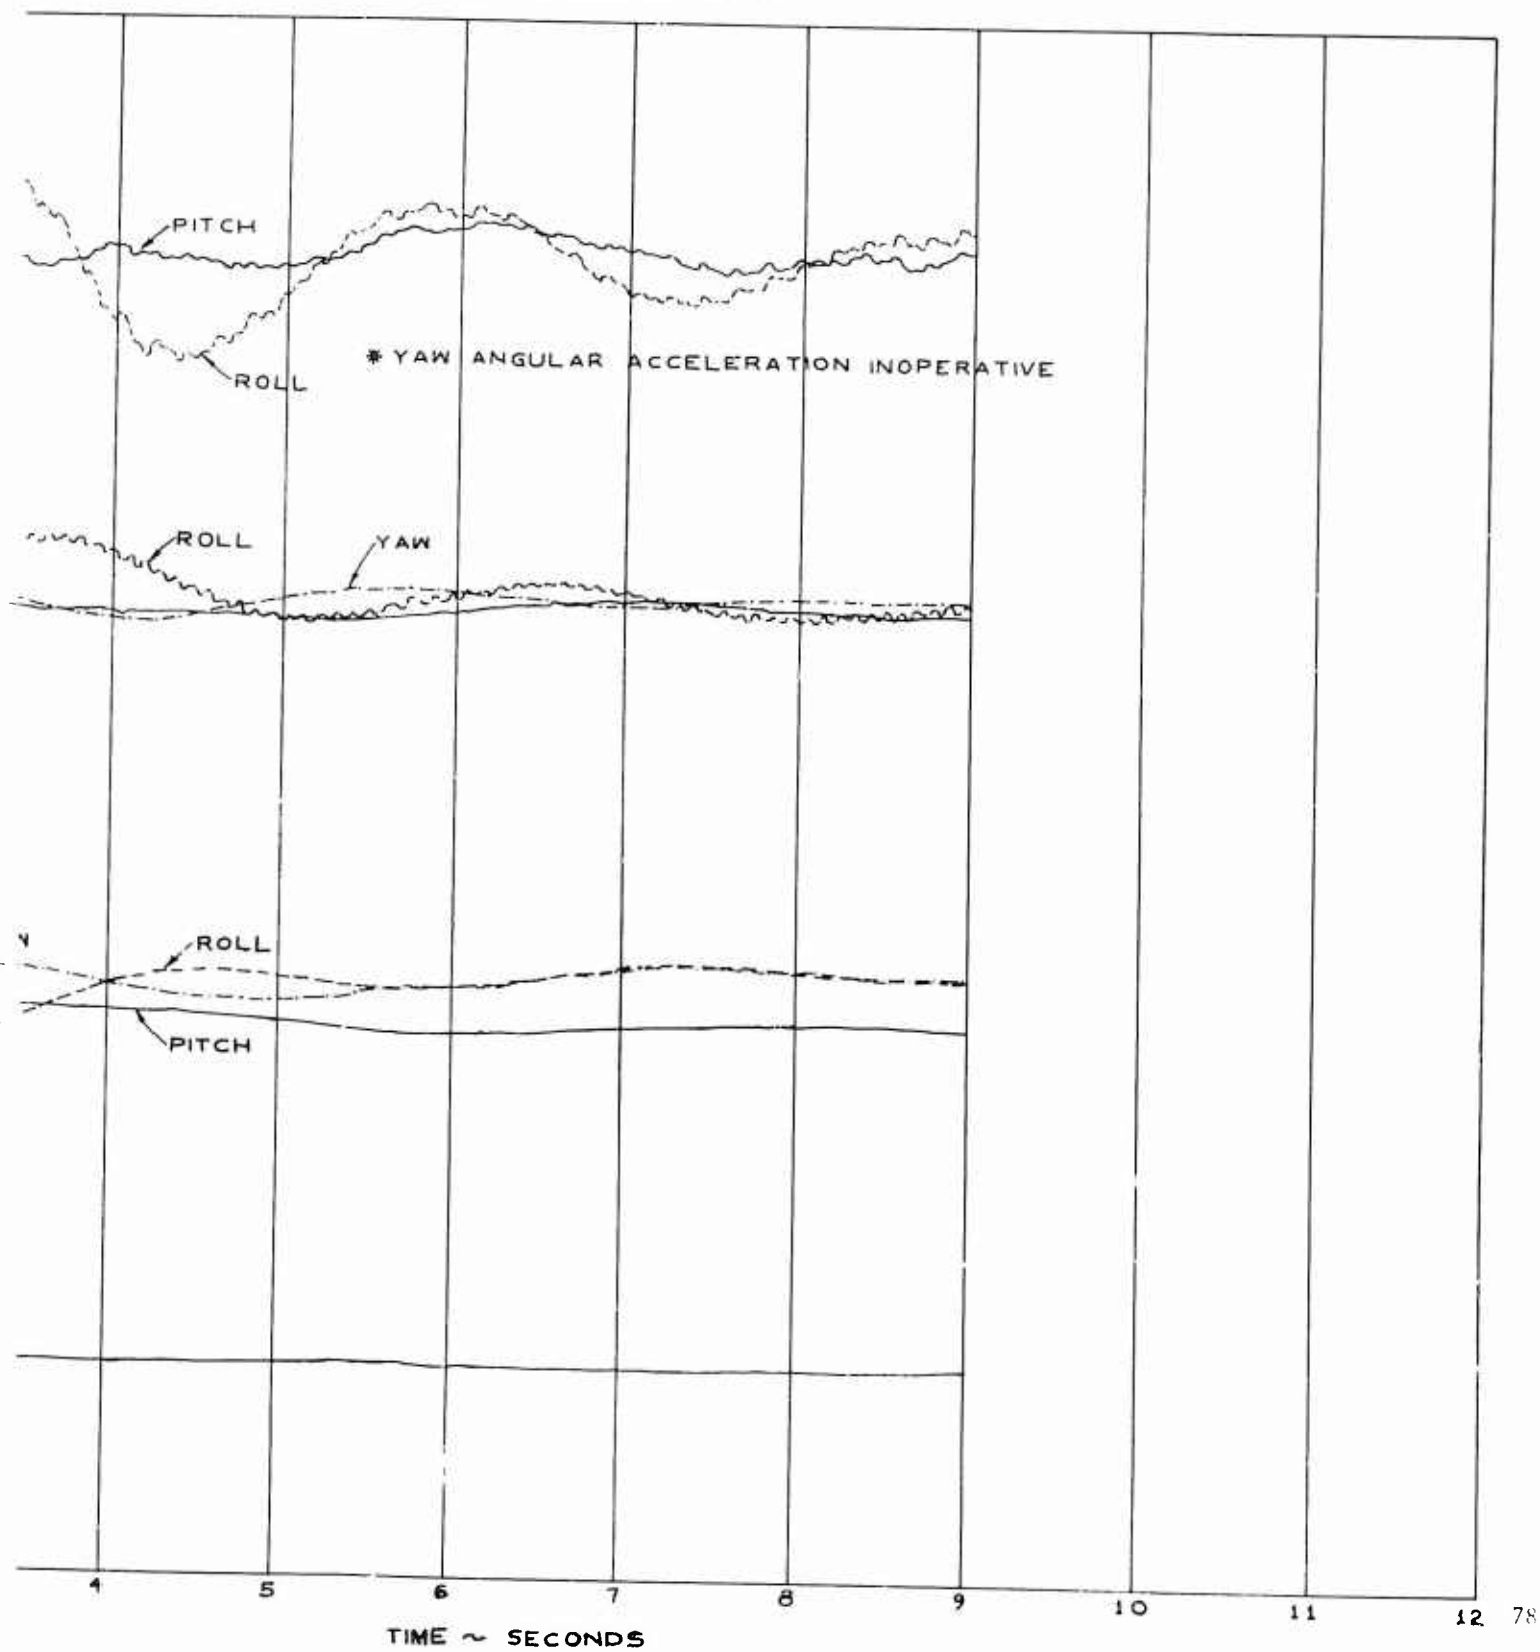 PITCH
* YAW ANGULAR ACCELERATION INOPERATIVE
ROLL
ROLL
YAW
ROLL
PITCH
4 5 6 7 8 9 10 11 12
TIME ~ SECONDS
78